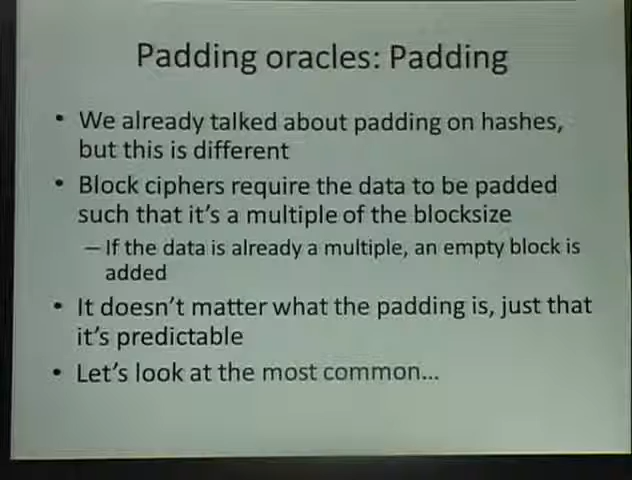 Padding oracles: Padding
• We already talked about padding on hashes,
but this is different
• Block ciphers require the data to be padded
such that it's a multiple of the blocksize
– If the data is already a multiple, an empty block is
added
• It doesn't matter what the padding is, just that
it's predictable
• Let's look at the most common...